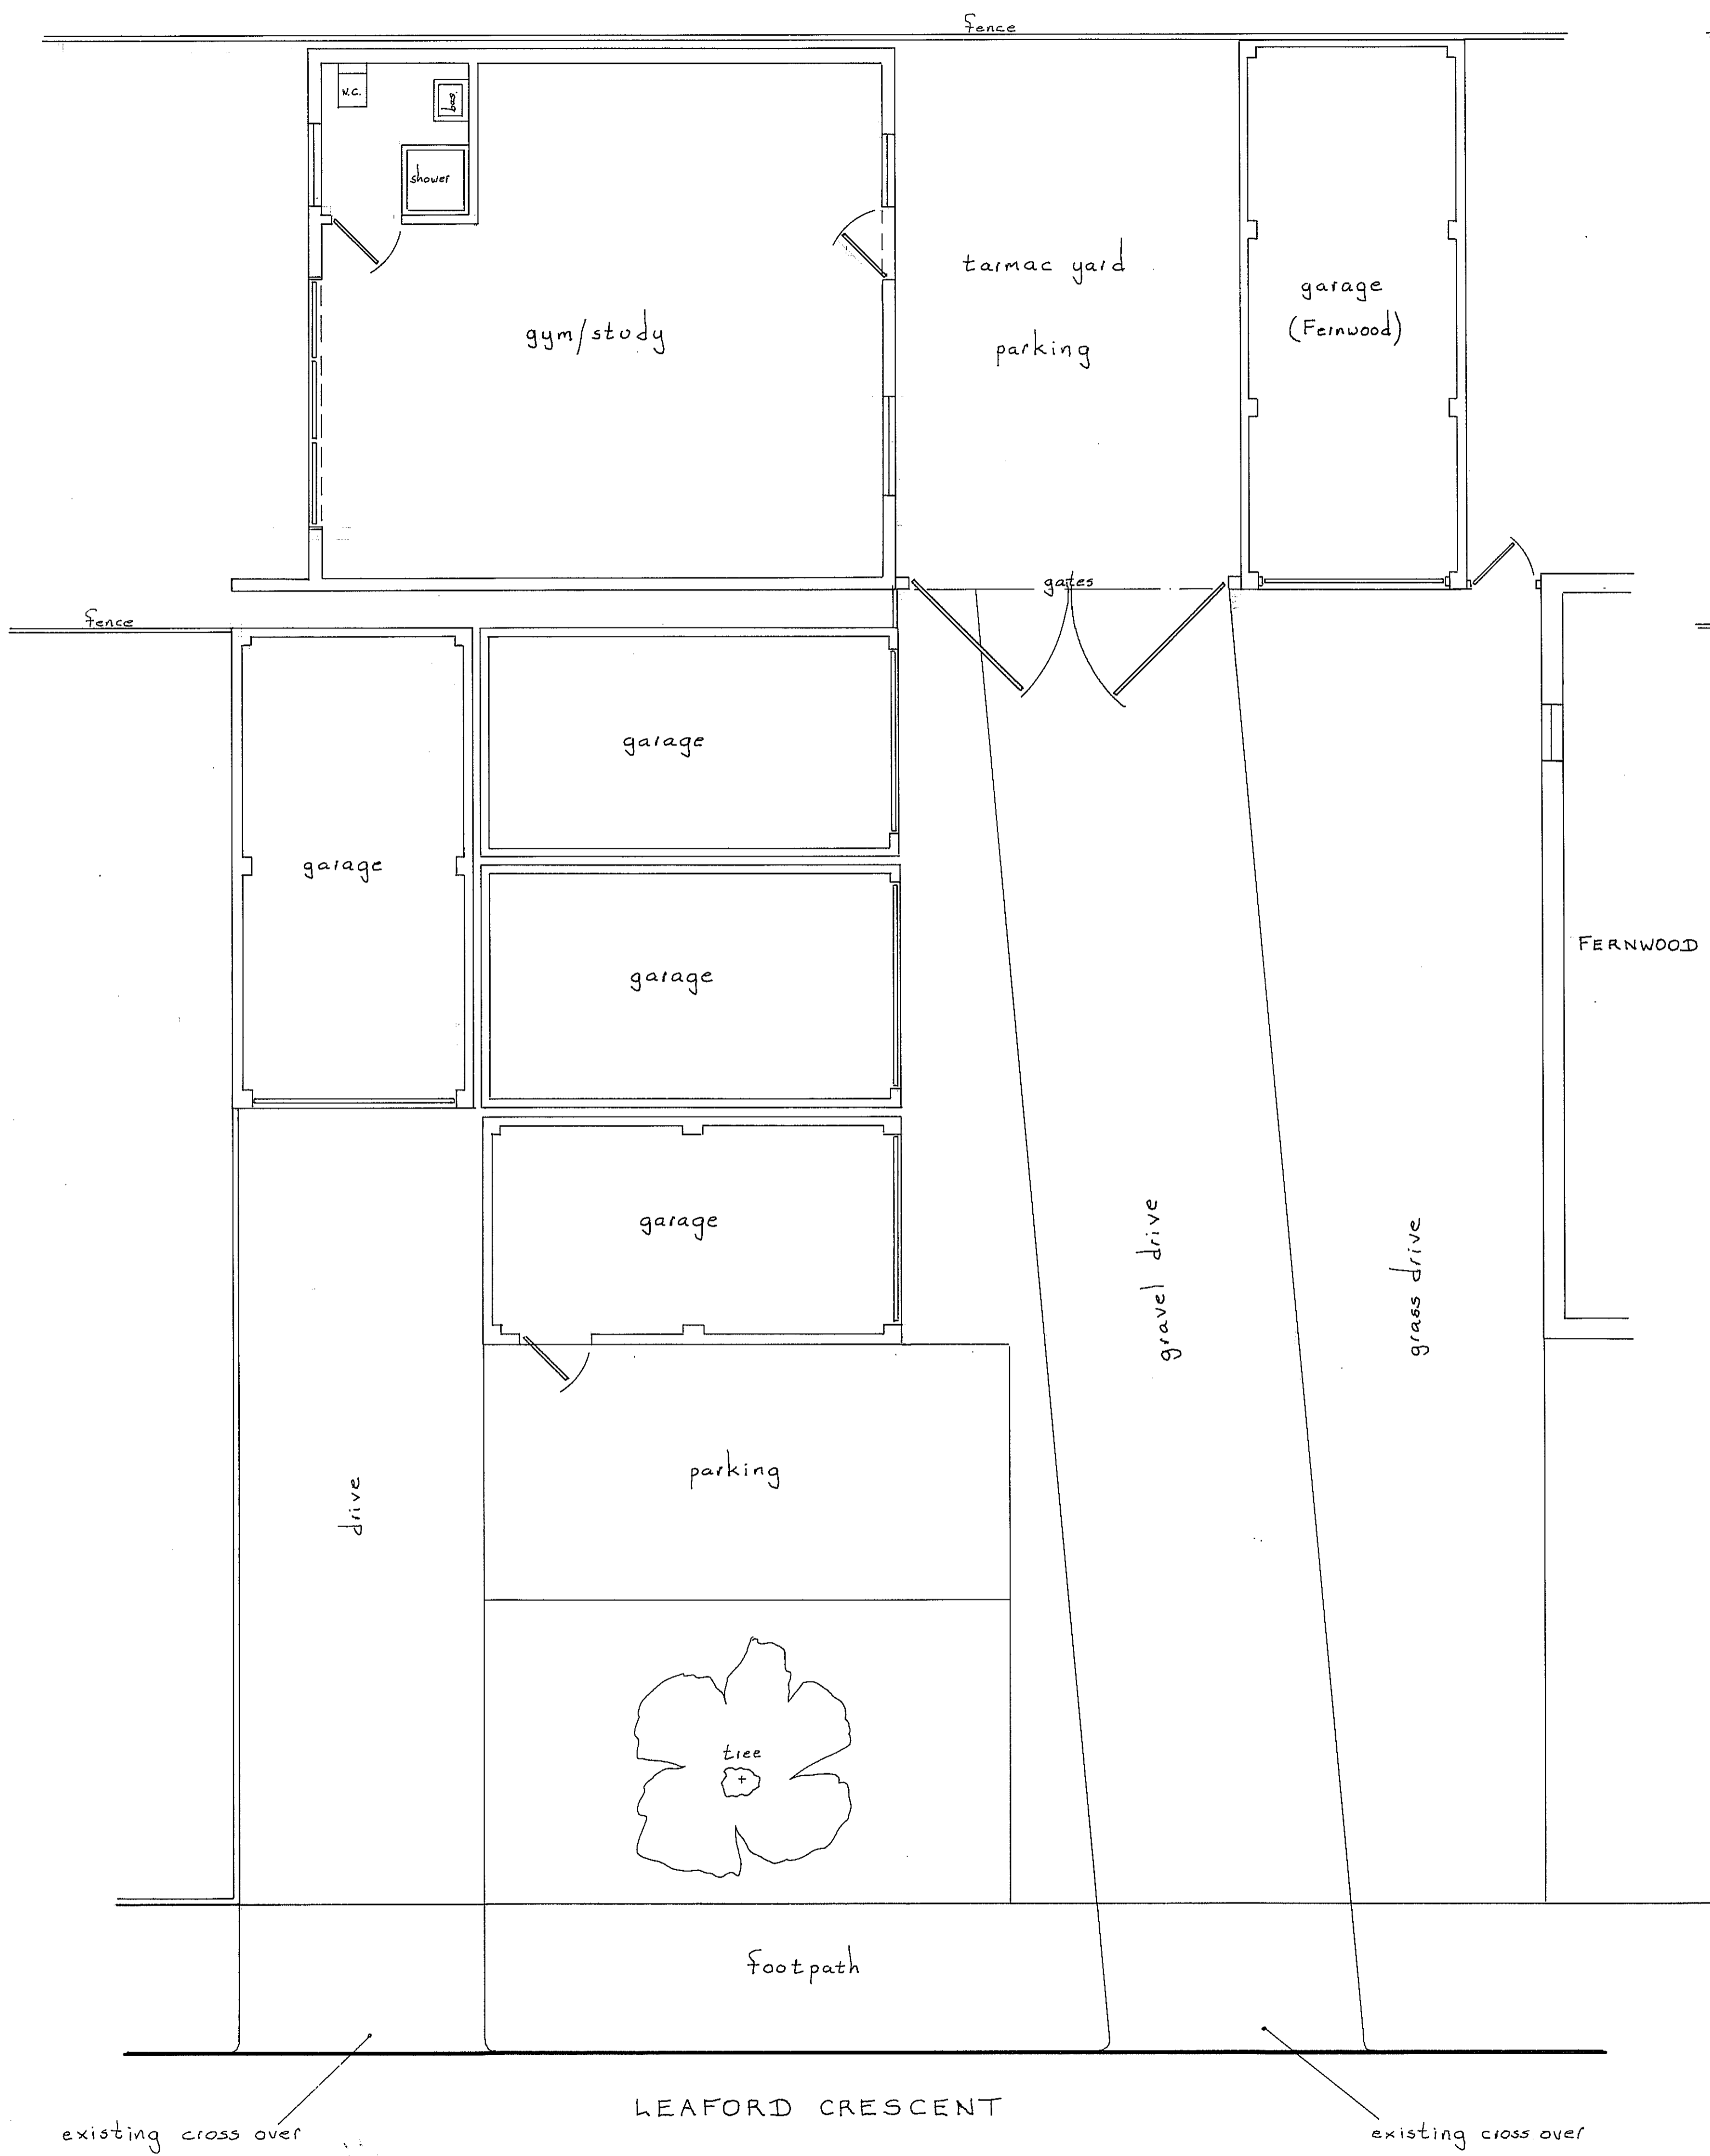 fence
W.C.
bas.
shower
gym/study
tarmac yard
parking
garage
(Fernwood)
gates
fence
garage
garage
garage
garage
FERNWOOD
gravel drive
grass drive
parking
drive
tree
footpath
LEAFORD CRESCENT
existing cross over
existing cross over